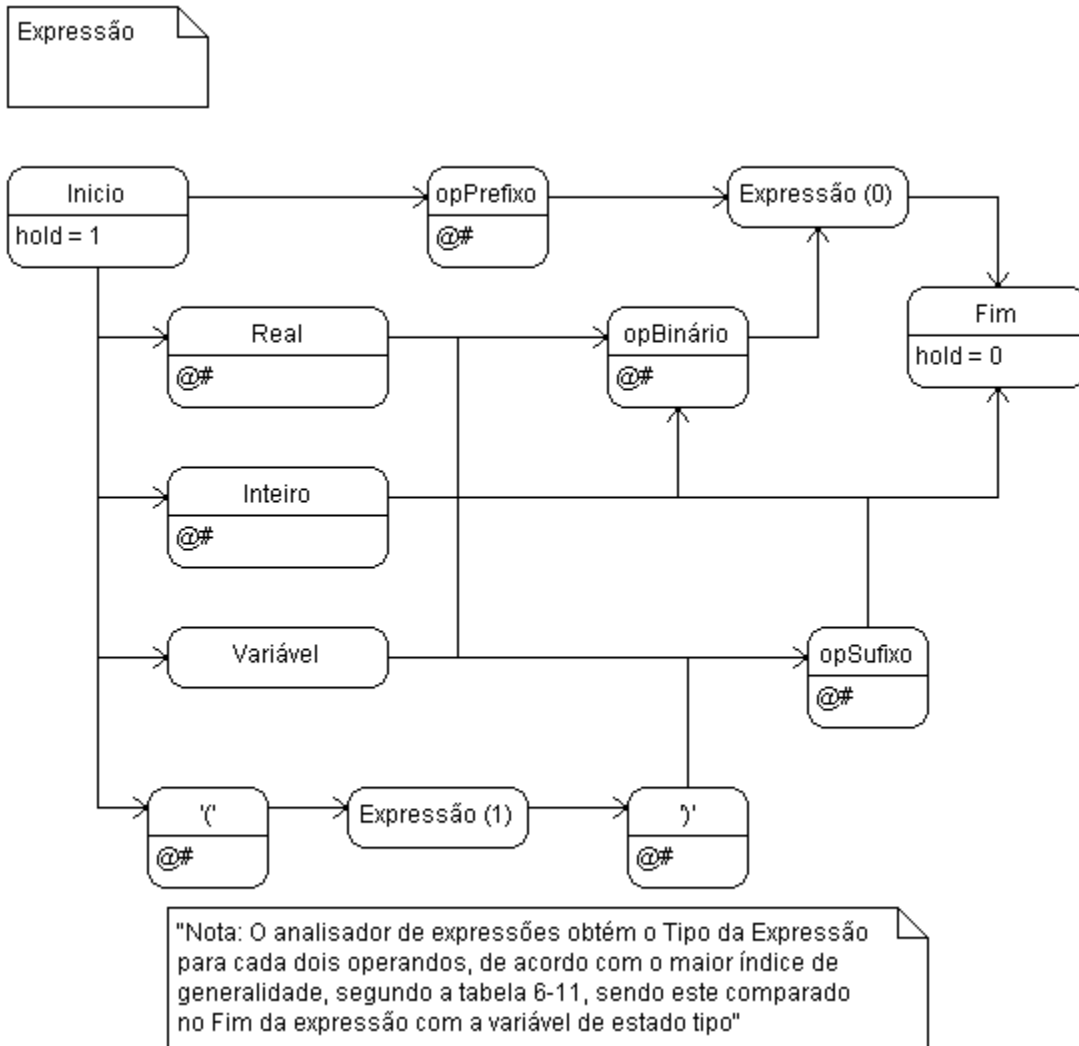 Expressão
Inicio
hold = 1
opPrefixo
@#
Expressão (0)
Fim
hold = 0
Real
@#
opBinário
@#
Inteiro
@#
Variável
opSufixo
@#
'('
@#
Expressão (1)
')'
@#
"Nota: O analisador de expressões obtém o Tipo da Expressão
para cada dois operandos, de acordo com o maior índice de
generalidade, segundo a tabela 6-11, sendo este comparado
no Fim da expressão com a variável de estado tipo"